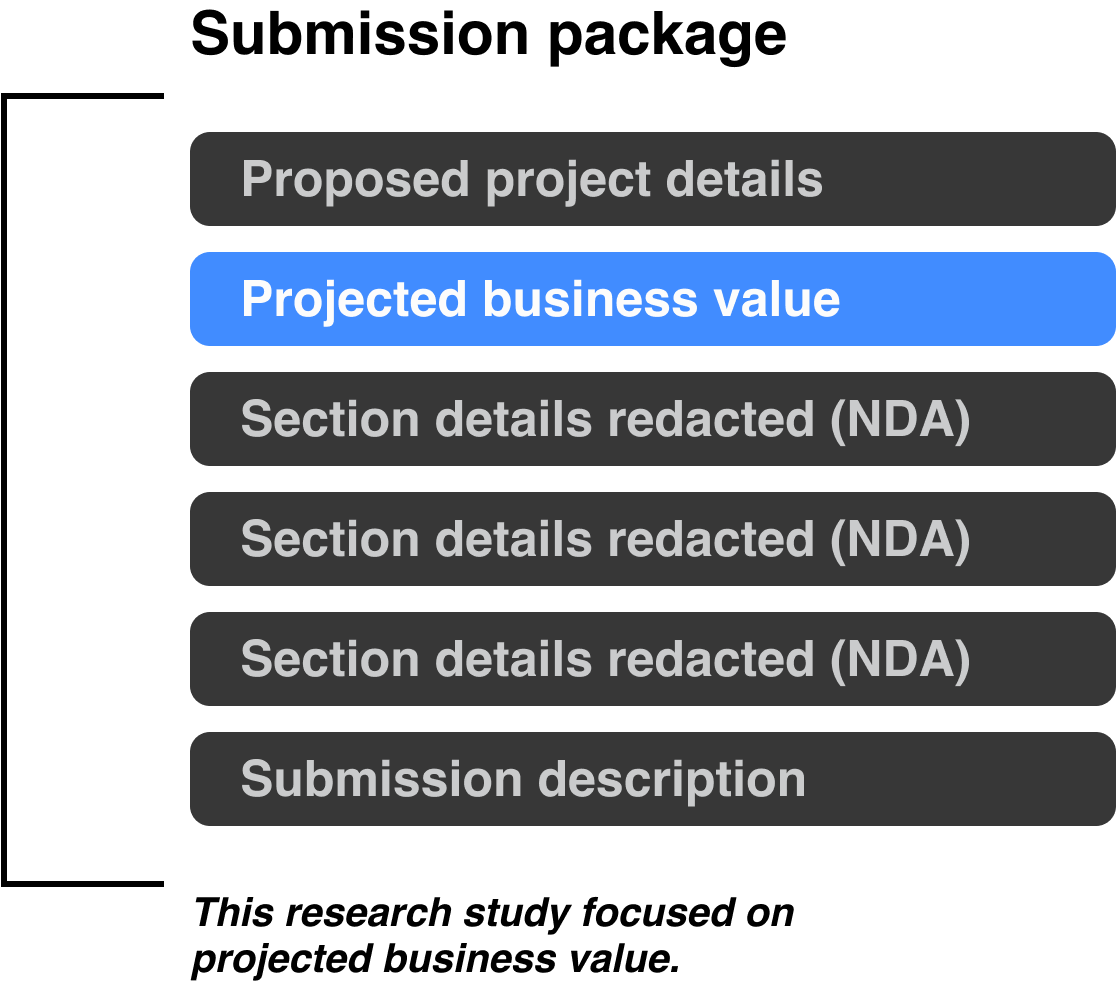 Submission package
Proposed project details
Projected business value
Section details redacted (NDA)
Section details redacted (NDA)
Section details redacted (NDA)
Submission description
This research study focused on
projected business value.